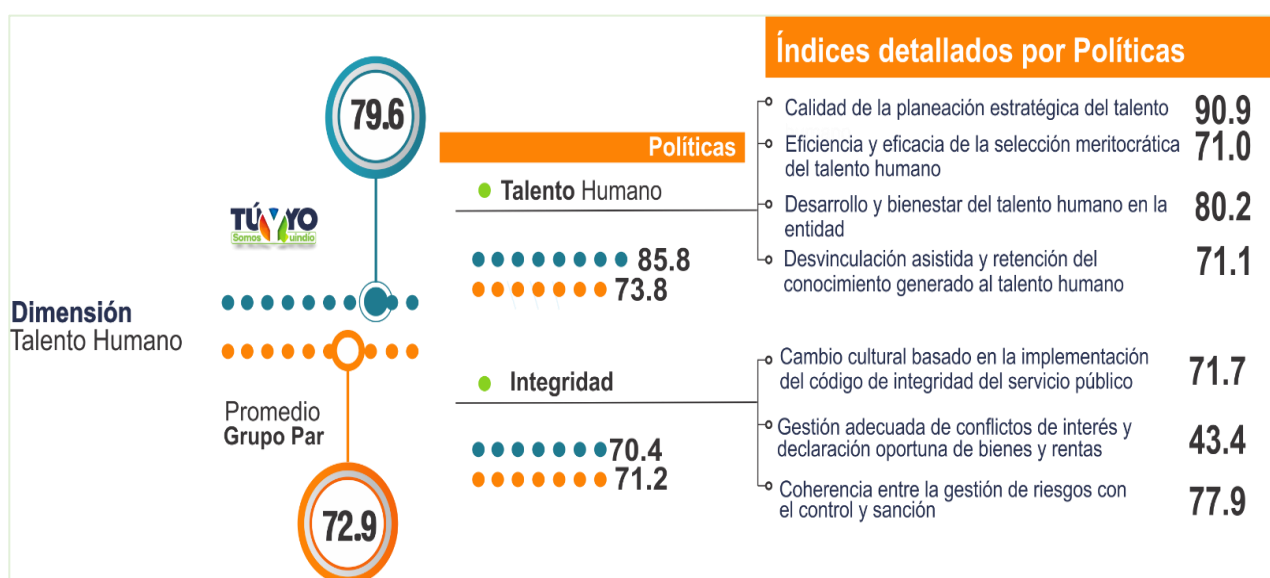 79.6
TÚ Y YO
Somos Quindío
Dimensión
Talento Humano
Promedio
Grupo Par
72.9
Políticas
Talento Humano
85.8
73.8
Integridad
70.4
71.2
Índices detallados por Políticas
Calidad de la planeación estratégica del talento 90.9
Eficiencia y eficacia de la selección meritocrática 71.0
del talento humano
Desarrollo y bienestar del talento humano en la 80.2
entidad
Desvinculación asistida y retención del 71.1
conocimiento generado al talento humano
Cambio cultural basado en la implementación 71.7
del código de integridad del servicio público
Gestión adecuada de conflictos de interés y 43.4
declaración oportuna de bienes y rentas
Coherencia entre la gestión de riesgos con 77.9
el control y sanción